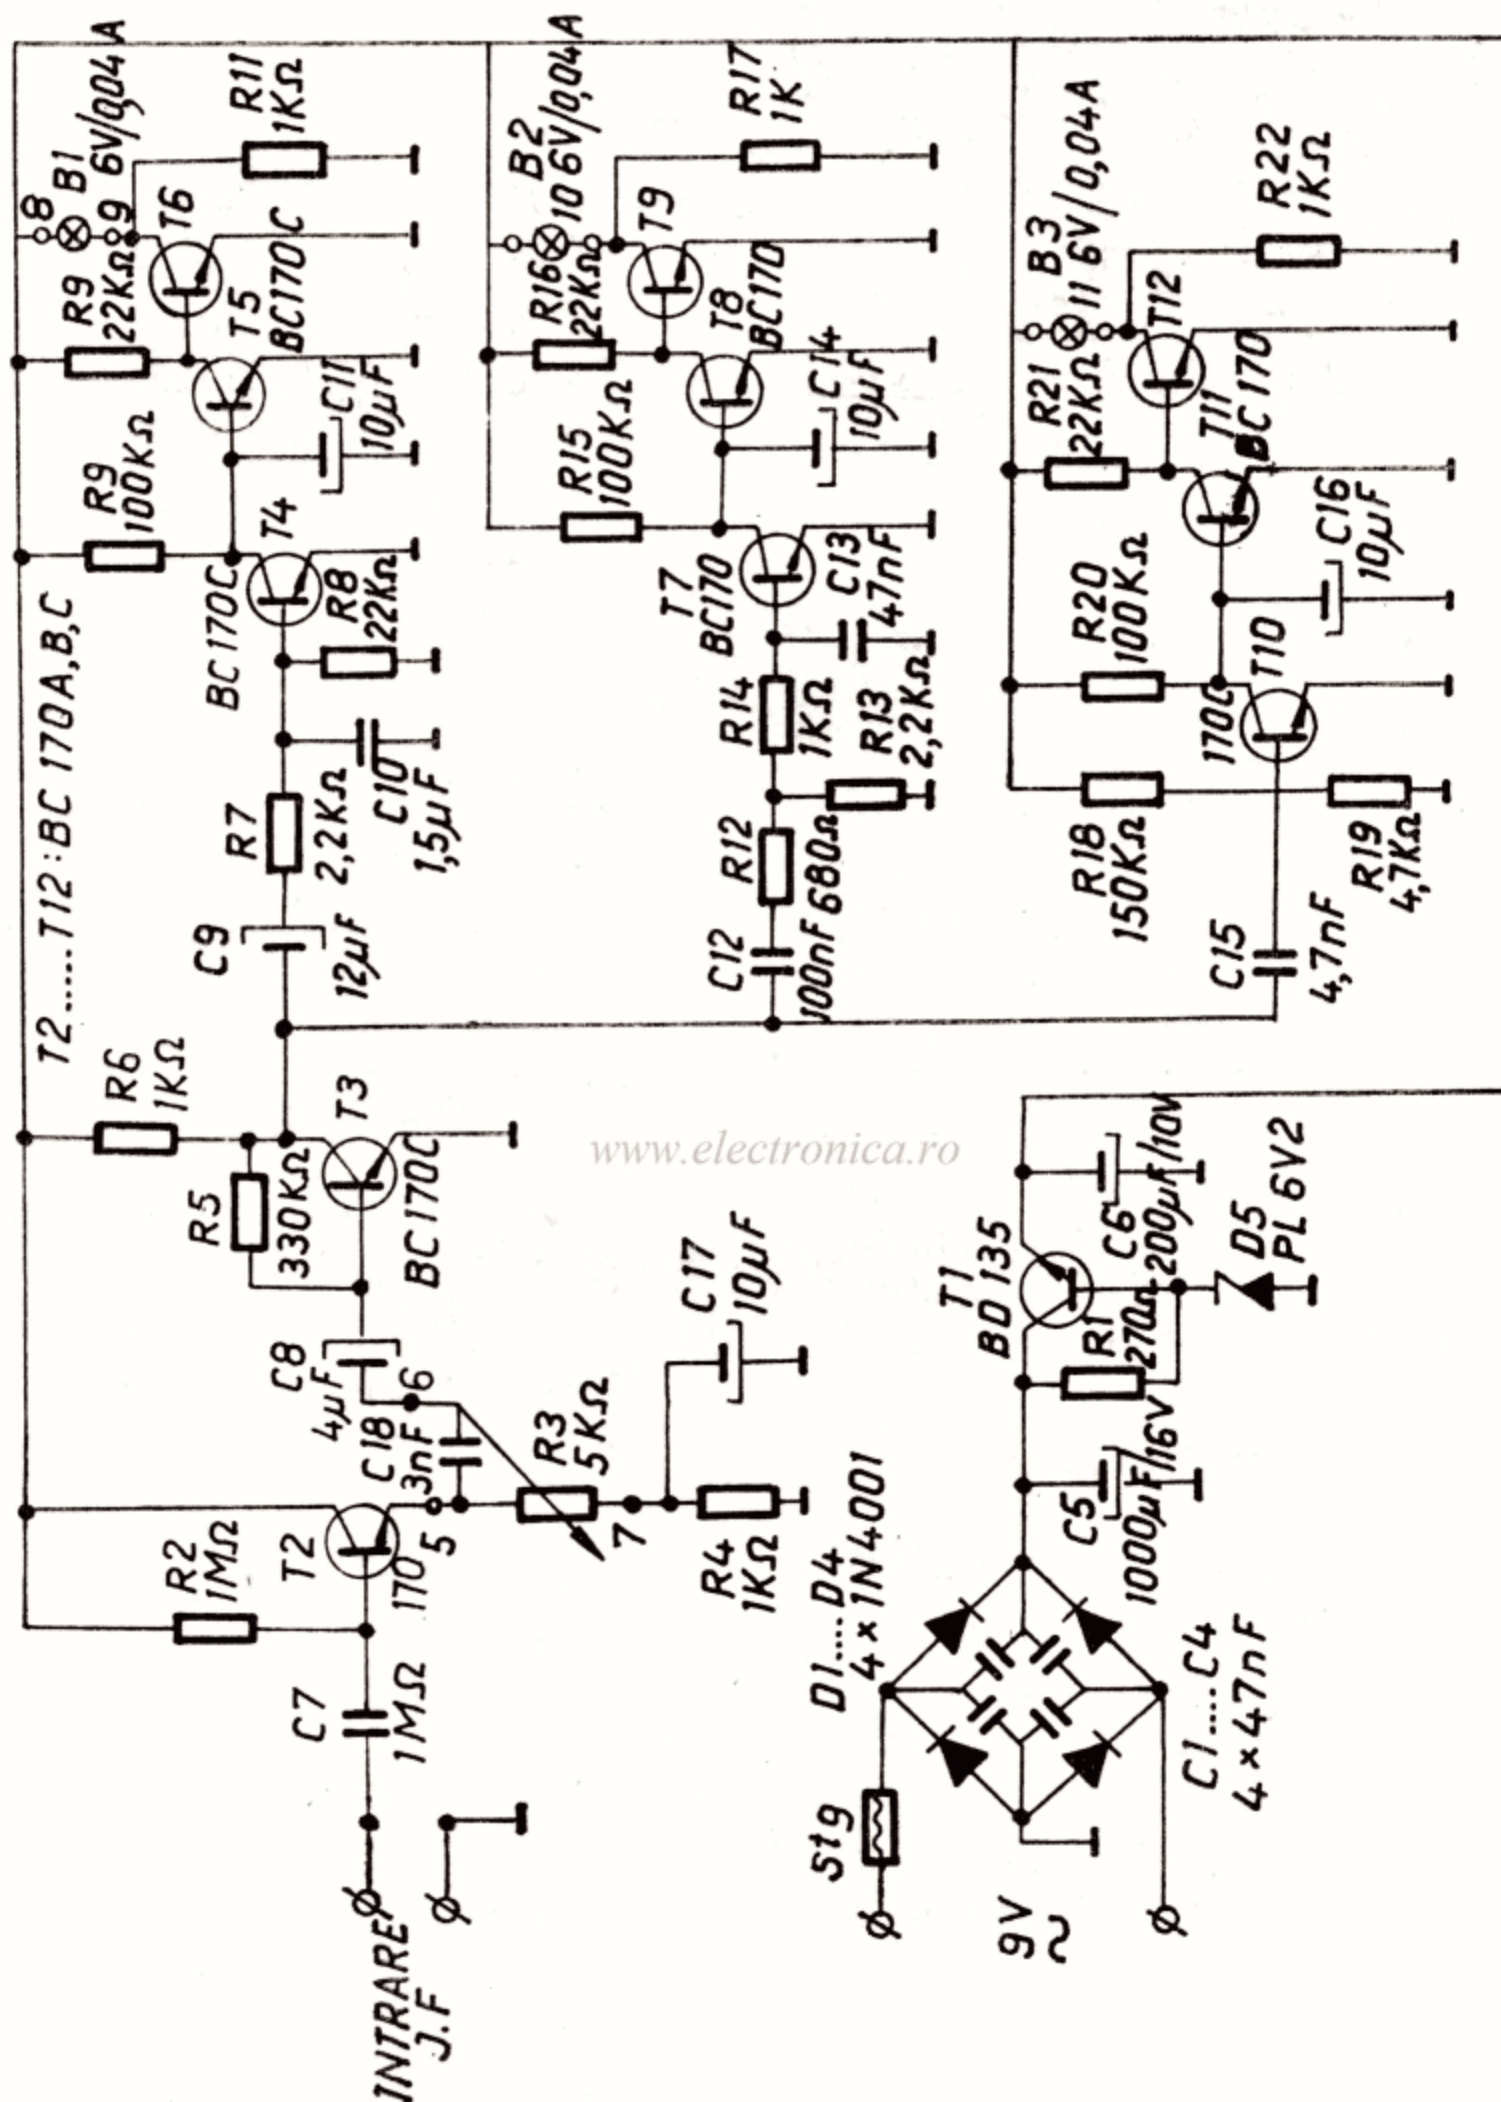 T2.....T12:BC 170A,B,C
8
B1
6V/0,04A
9
R9
22KΩ
T6
R11
1KΩ
T5
BC170C
R9
100KΩ
C11
10µF
T4
BC170C
R8
22KΩ
R7
2,2KΩ
C10
1,5µF
C9
12µF
R6
1KΩ
T3
BC170C
R5
330KΩ
C8
4µF
6
C18
3nF
R3
5KΩ
C17
10µF
7
R4
1KΩ
5
T2
170
R2
1MΩ
C7
1MΩ
INTRARE
J.F
B2
10 6V/0,04A
R16
22KΩ
T9
R17
1K
T8
BC170
R15
100KΩ
C14
10µF
T7
BC170
C13
47nF
R14
1KΩ
R13
2,2KΩ
R12
680Ω
C12
100nF
B3
11 6V/0,04A
R21
22KΩ
T12
R22
1KΩ
T11
BC170
R20
100KΩ
C16
10µF
T10
170C
R18
150KΩ
R19
4,7KΩ
C15
4,7nF
www.electronica.ro
T1
BD 135
C6
200µF/10V
D5
PL 6V2
R1
270Ω
C5
1000µF/16V
D1....D4
4×1N4001
C1....C4
4×47nF
Stg
9V
~